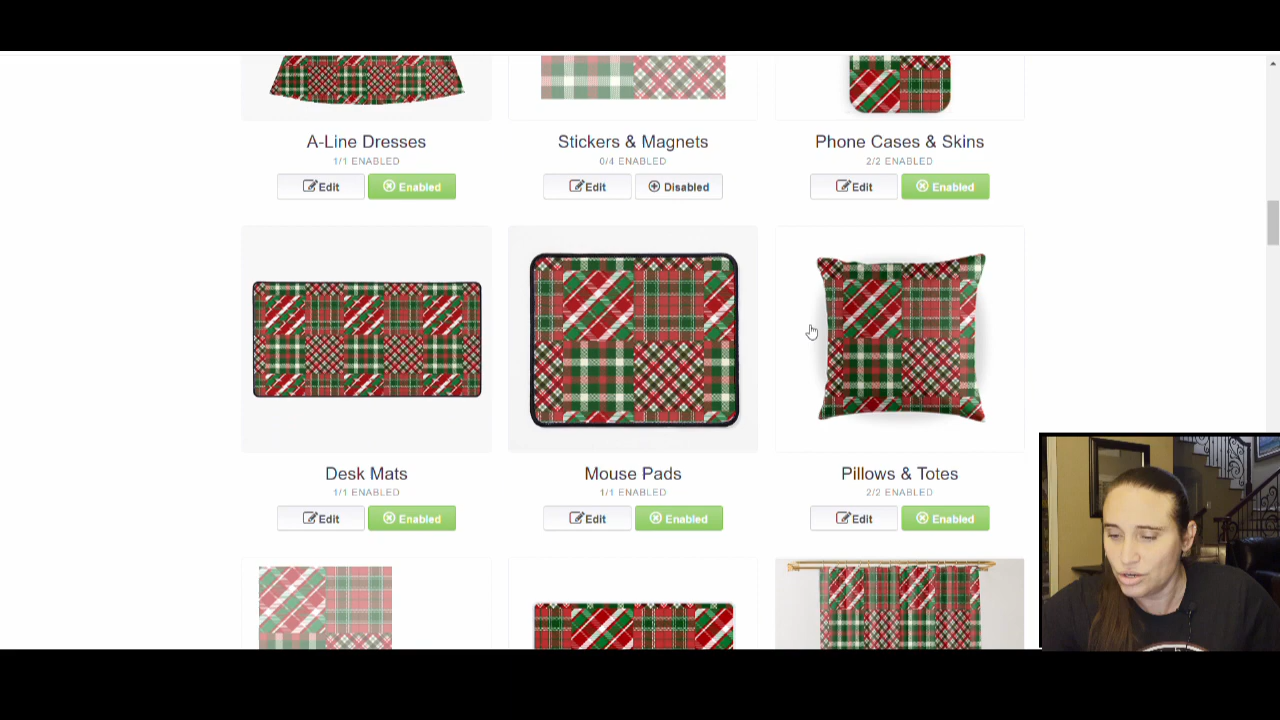 A-Line Dresses
1/1 ENABLED
Edit
Enabled
Stickers & Magnets
0/4 ENABLED
Edit
Disabled
Phone Cases & Skins
2/2 ENABLED
Edit
Enabled
Desk Mats
1/1 ENABLED
Edit
Enabled
Mouse Pads
1/1 ENABLED
Edit
Enabled
Pillows & Totes
2/2 ENABLED
Edit
Enabled